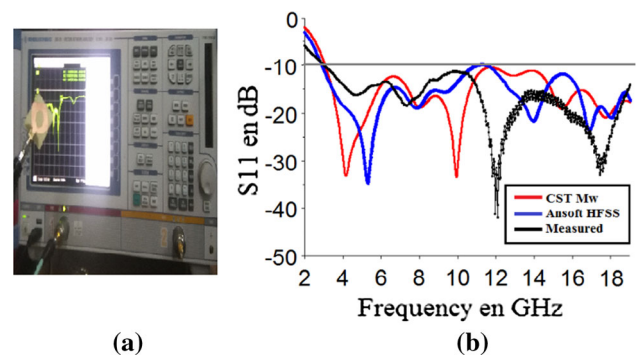 0
-10
-20
-30
-40
-50
S11 en dB
2 4 6 8 10 12 14 16 18
Frequency en GHz
CST Mw
Ansoft HFSS
Measured
(a)
(b)